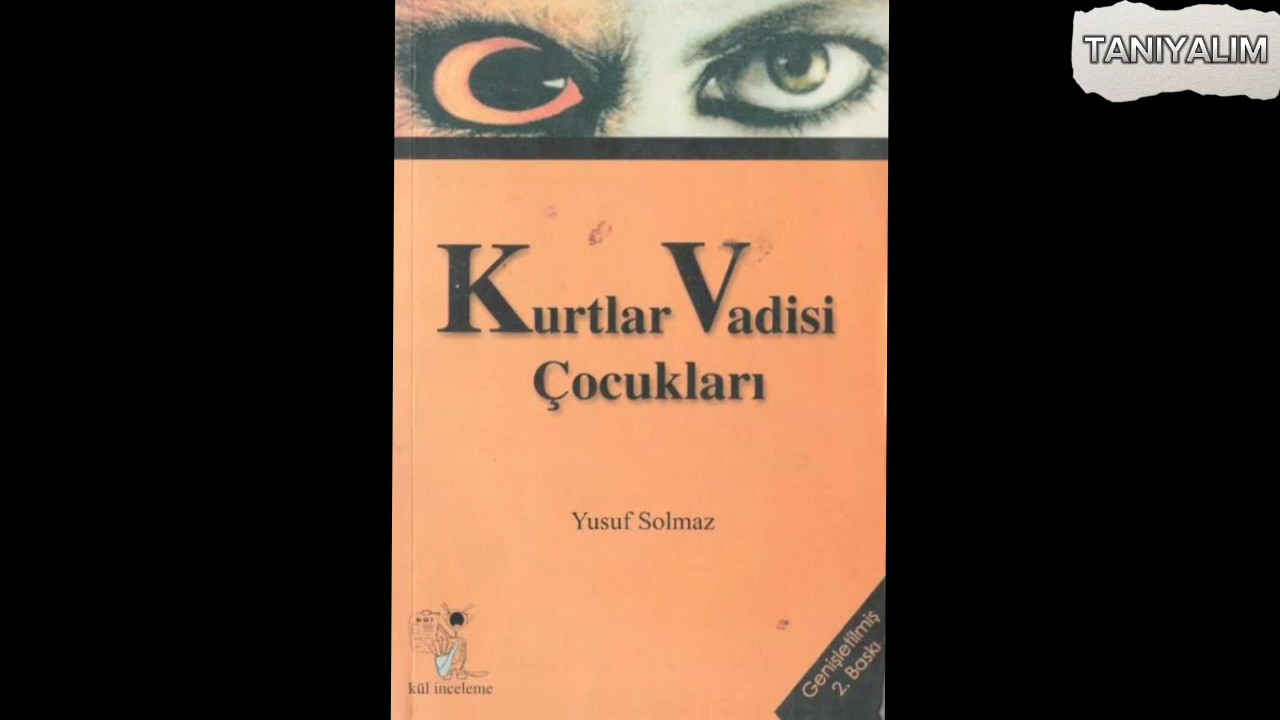 TANIYALIM
Kurtlar Vadisi
Çocukları
Yusuf Solmaz
kül inceleme
Genişletilmiş
2. Baskı